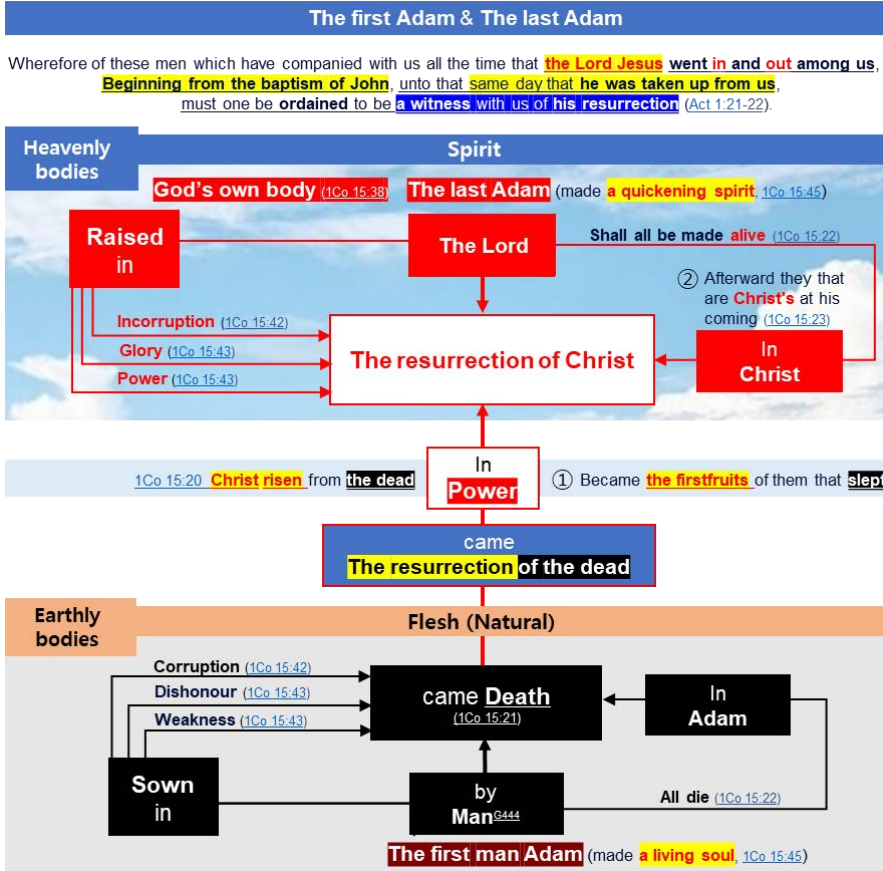 The first Adam & The last Adam
Wherefore of these men which have companied with us all the time that the Lord Jesus went in and out among us,
Beginning from the baptism of John, unto that same day that he was taken up from us,
must one be ordained to be a witness with us of his resurrection (Act 1:21-22).
Heavenly
bodies
Spirit
God's own body (1Co 15:38)
The last Adam (made a quickening spirit, 1Co 15:45)
Raised
in
The Lord
Shall all be made alive (1Co 15:22)
② Afterward they that
are Christ's at his
coming (1Co 15:23)
Incorruption (1Co 15:42)
Glory (1Co 15:43)
Power (1Co 15:43)
The resurrection of Christ
In
Christ
1Co 15:20 Christ risen from the dead
In
Power
① Became the firstfruits of them that slept
came
The resurrection of the dead
Earthly
bodies
Flesh (Natural)
Corruption (1Co 15:42)
Dishonour (1Co 15:43)
Weakness (1Co 15:43)
came Death
(1Co 15:21)
In
Adam
Sown
in
by
Man G444
All die (1Co 15:22)
The first man Adam (made a living soul, 1Co 15:45)